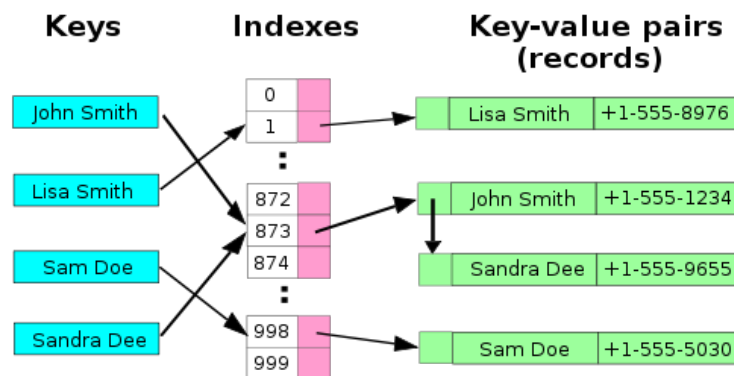 Keys
Indexes
Key-value pairs
(records)
John Smith
Lisa Smith
Sam Doe
Sandra Dee
0
1
:
872
873
874
:
998
999
Lisa Smith +1-555-8976
John Smith +1-555-1234
Sandra Dee +1-555-9655
Sam Doe +1-555-5030